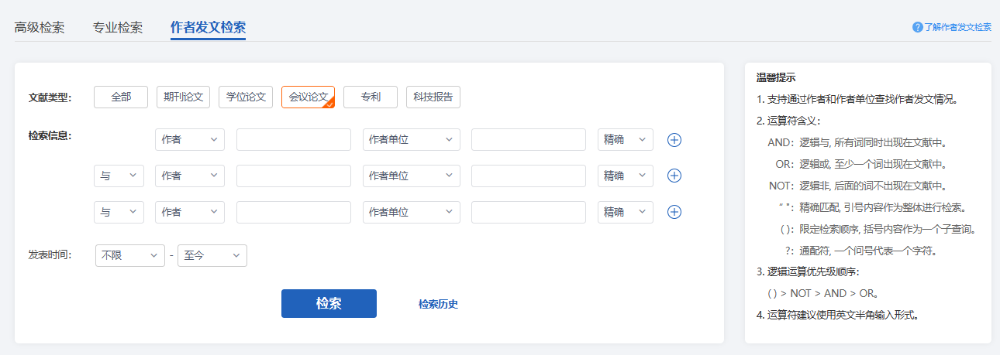 高级检索 专业检索 作者发文检索 ? 了解作者发文检索
文献类型: 全部 期刊论文 学位论文 会议论文 专利 科技报告
检索信息: 作者 作者单位 精确
与 作者 作者单位 精确
与 作者 作者单位 精确
发表时间: 不限 - 至今
检索 检索历史
温馨提示
1. 支持通过作者和作者单位查找作者发文情况。
2. 运算符含义:
AND: 逻辑与, 所有词同时出现在文献中。
OR: 逻辑或, 至少一个词出现在文献中。
NOT: 逻辑非, 后面的词不出现在文献中。
“ ": 精确匹配, 引号内容作为整体进行检索。
( ): 限定检索顺序, 括号内容作为一个子查询。
?: 通配符, 一个问号代表一个字符。
3. 逻辑运算优先级顺序:
( ) > NOT > AND > OR。
4. 运算符建议使用英文半角输入形式。